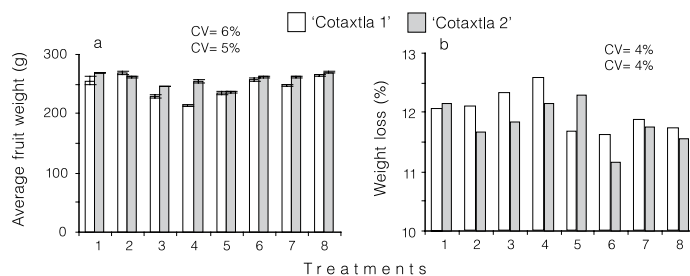 'Cotaxtla 1' 'Cotaxtla 2'
a
CV= 6%
CV= 5%
Average fruit weight (g)
300
200
100
0
1 2 3 4 5 6 7 8
b
CV= 4%
CV= 4%
Weight loss (%)
13
12
11
10
1 2 3 4 5 6 7 8
Treatments